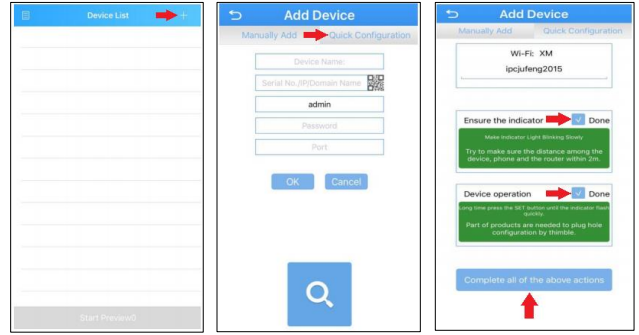 Device List
Start Preview()
Add Device
Manually Add
Quick Configuration
Device Name:
Serial No./IP/Domain Name
admin
Password
Port
OK
Cancel
Add Device
Manually Add
Quick Configuration
Wi-Fi: XM
ipcjufeng2015
Ensure the indicator
Done
Make Indicator Light Blinking Slowly
Try to make sure the distance among the
device, phone and the router within 2m.
Device operation
Done
Long time press the SET button until the indicator flash
quickly.
Part of products are needed to plug hole
configuration by thimble.
Complete all of the above actions